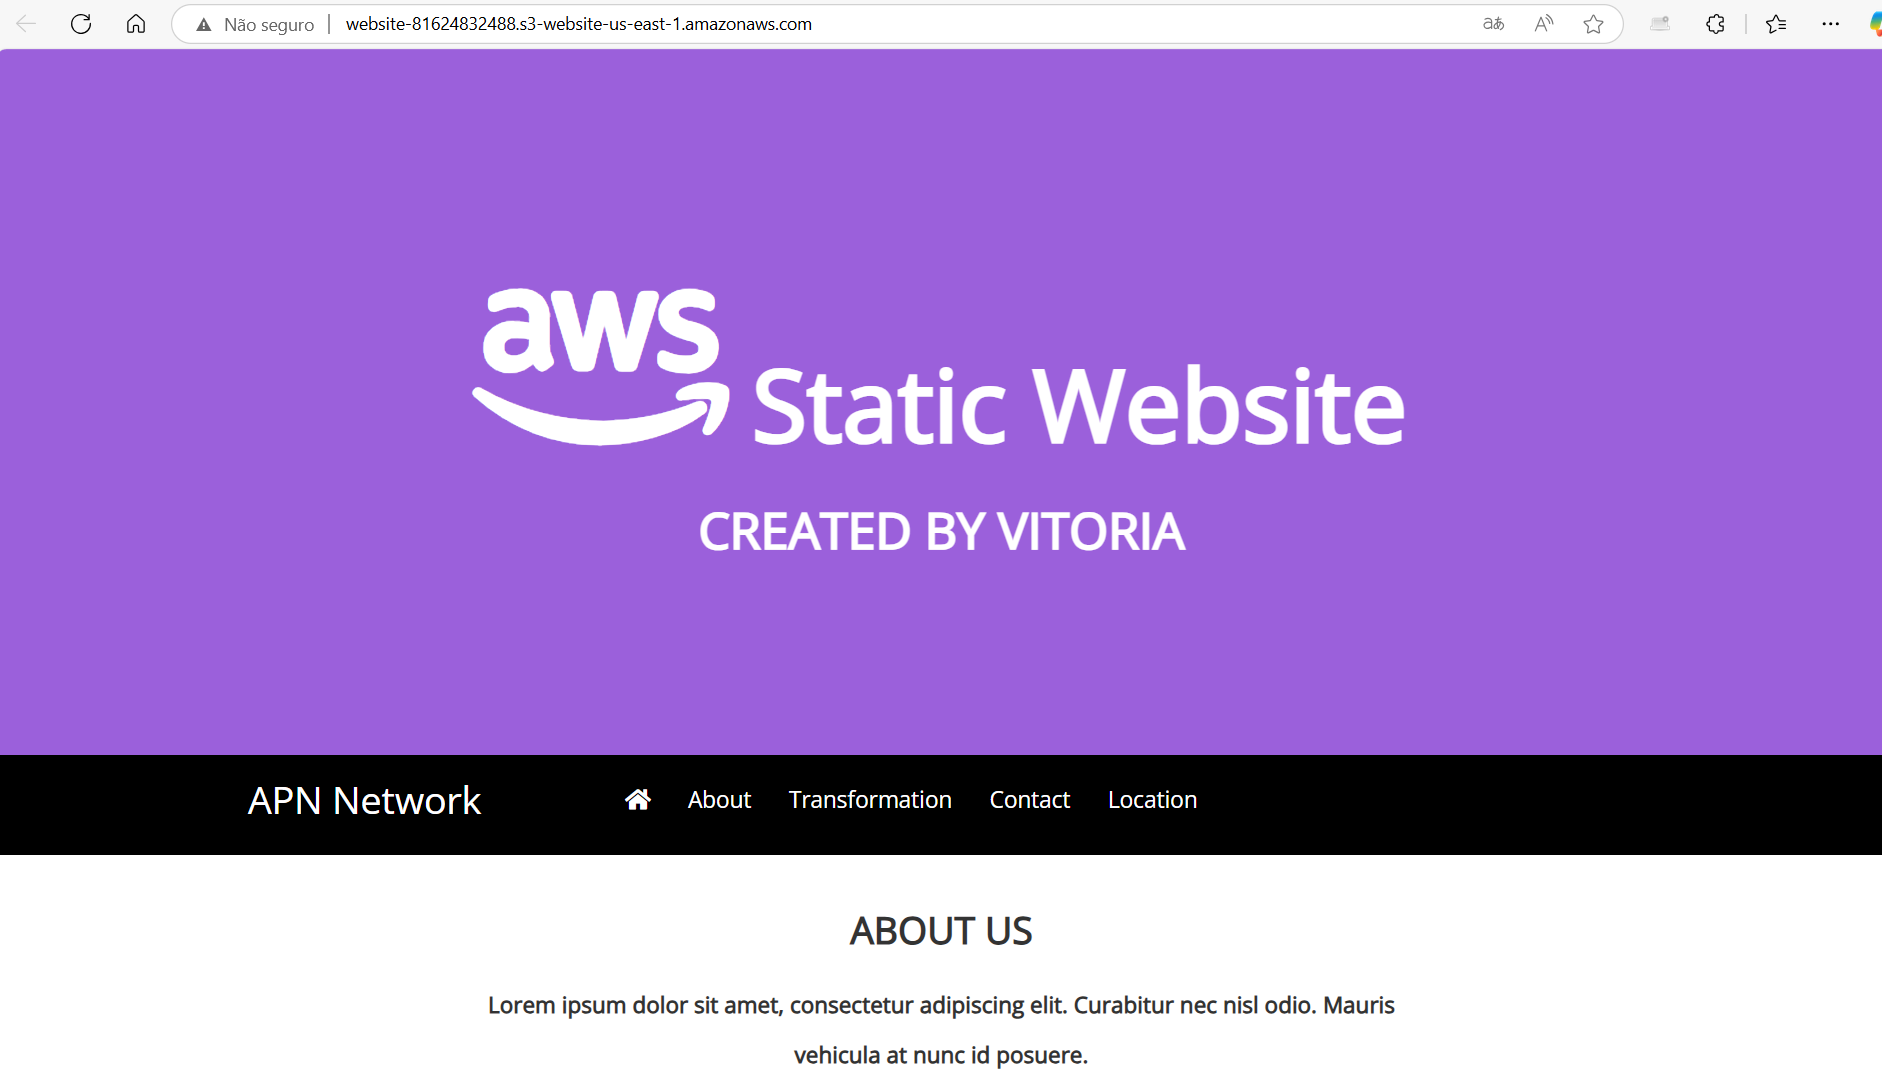 Não seguro
website-81624832488.s3-website-us-east-1.amazonaws.com
aws Static Website
CREATED BY VITORIA
APN Network
About
Transformation
Contact
Location
ABOUT US
Lorem ipsum dolor sit amet, consectetur adipiscing elit. Curabitur nec nisl odio. Mauris
vehicula at nunc id posuere.